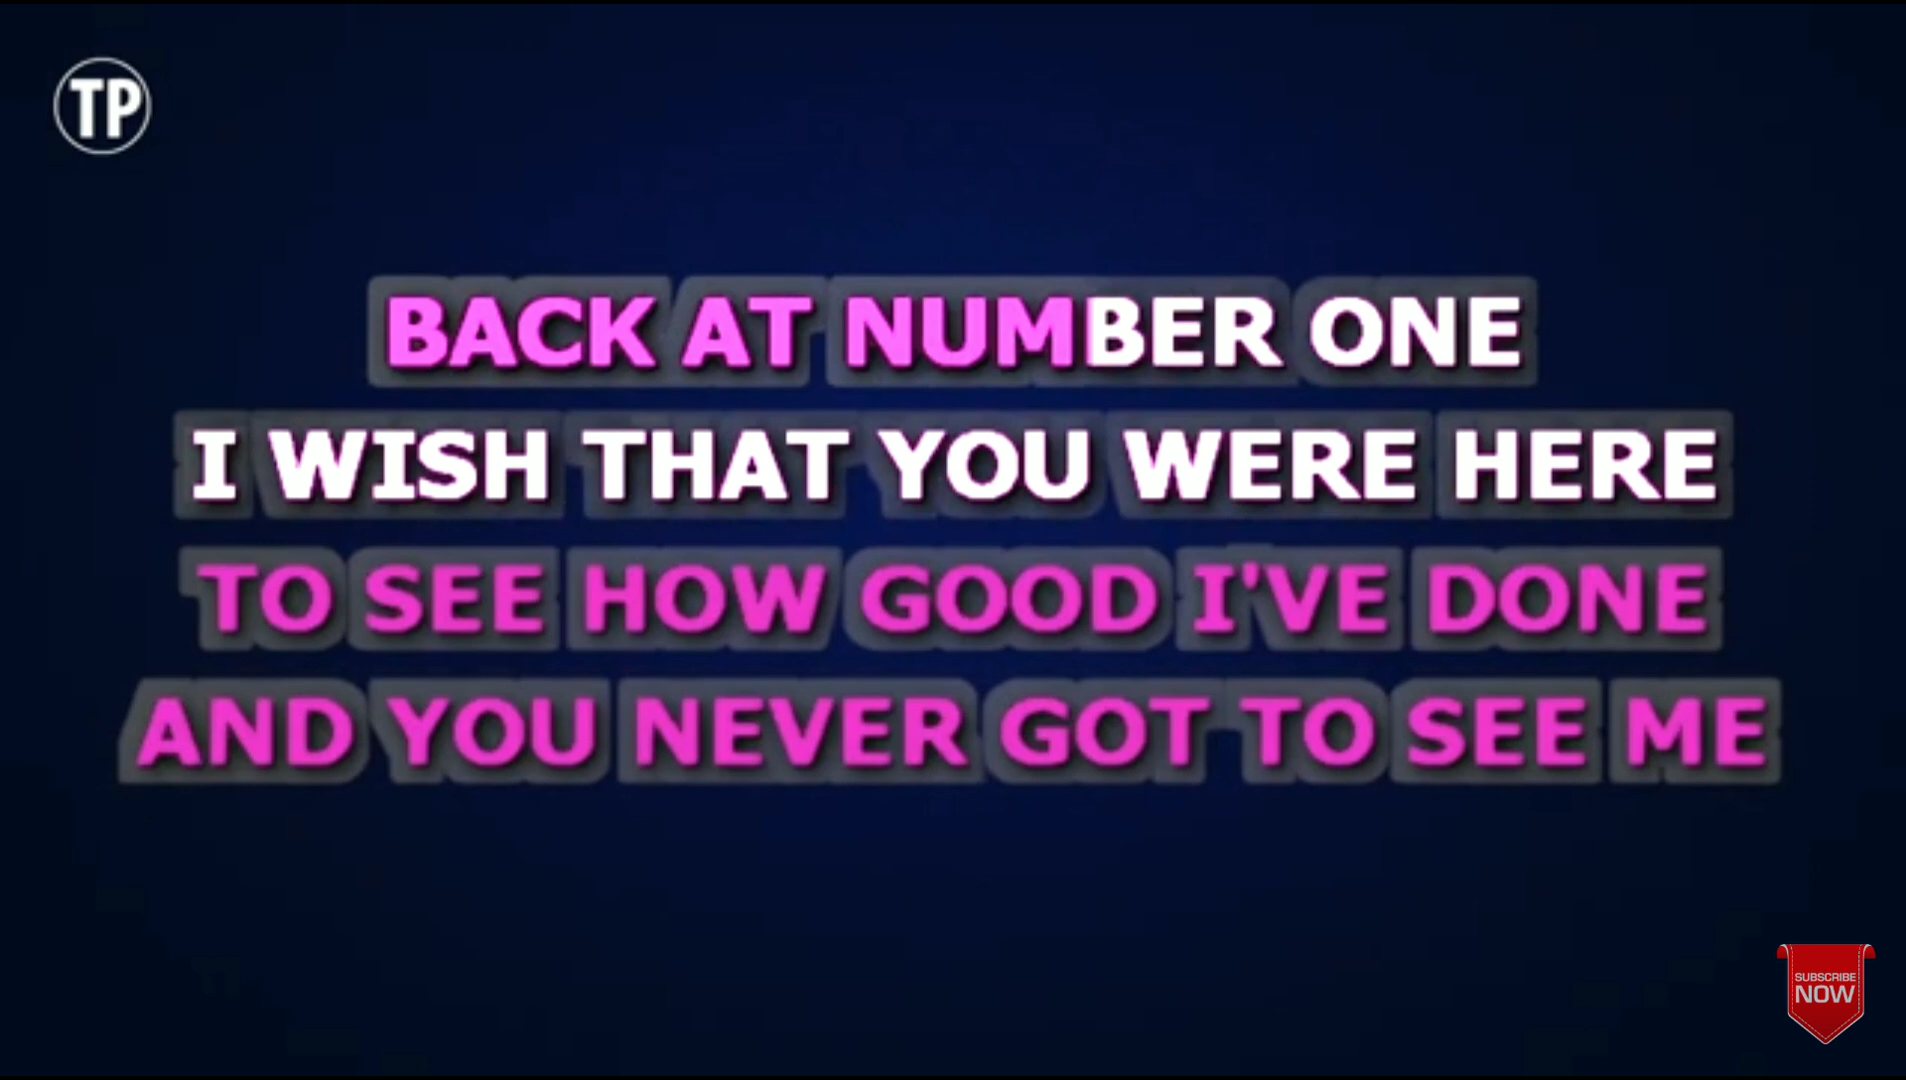 TP
BACK AT NUMBER ONE
I WISH THAT YOU WERE HERE
TO SEE HOW GOOD I'VE DONE
AND YOU NEVER GOT TO SEE ME
SUBSCRIBE
NOW